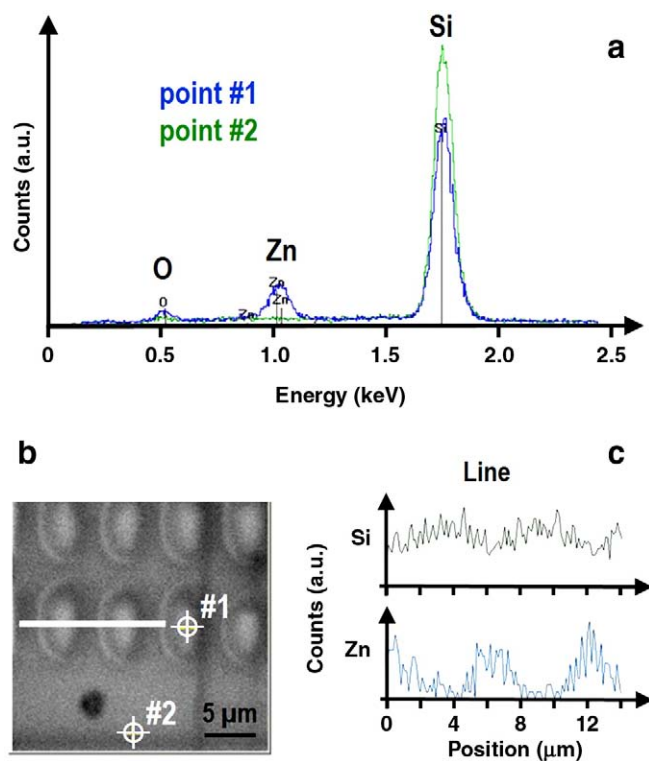 Si
a
point #1
point #2
Counts (a.u.)
Si
O
Zn
O
Zn
Zn
Zn
0
0.5
1.0
1.5
2.0
2.5
Energy (keV)
b
#1
#2
5 µm
Line
c
Si
Counts (a.u.)
Zn
0
4
8
12
Position (µm)